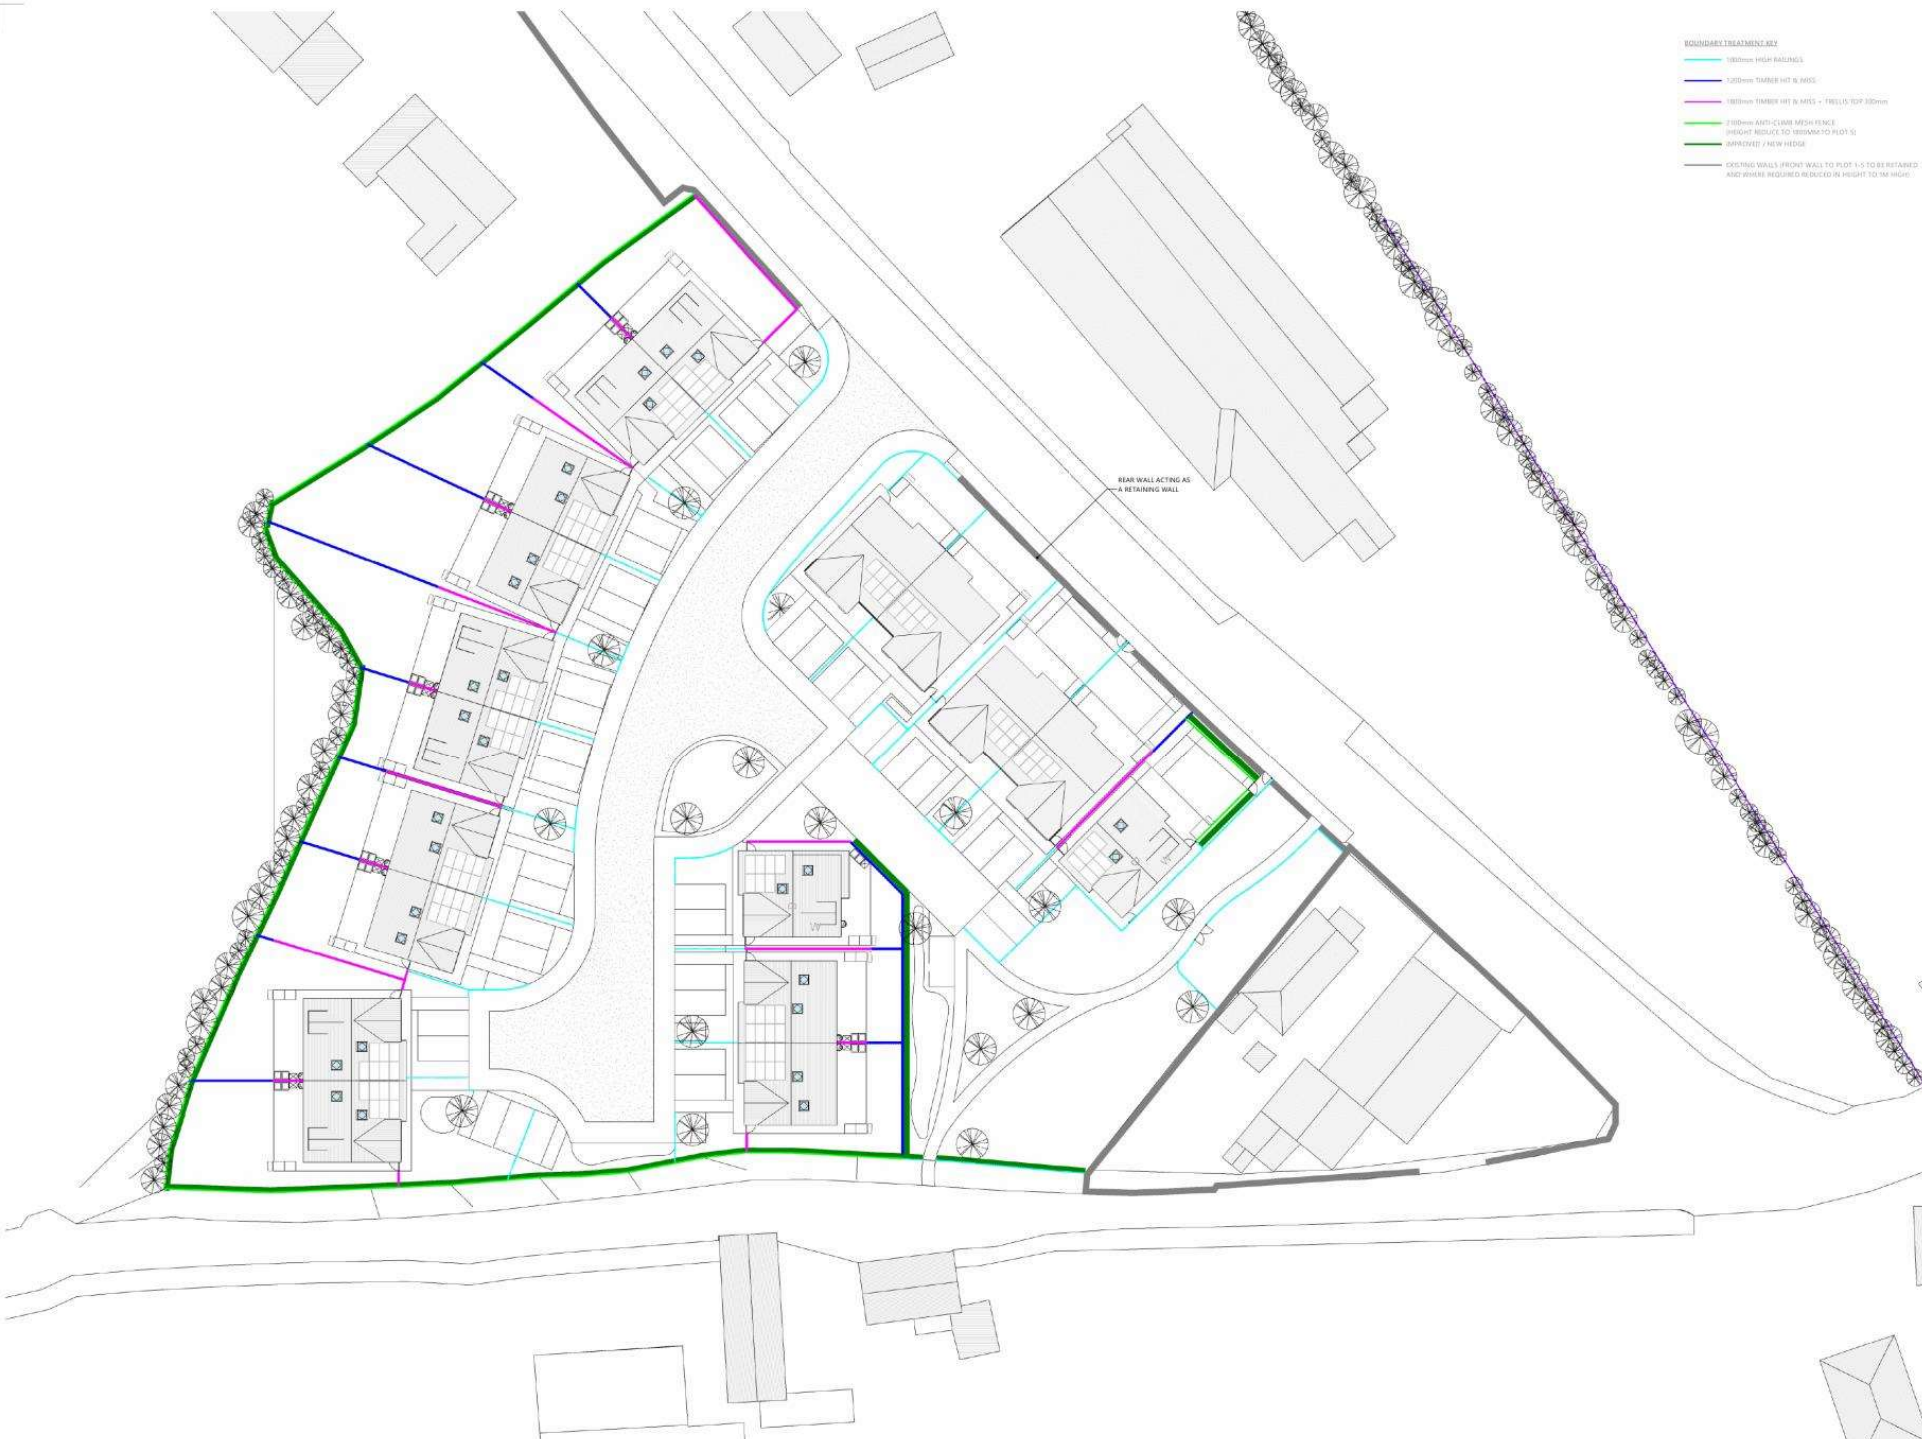 BOUNDARY TREATMENT KEY
1000mm HIGH RAILINGS
1200mm TIMBER HIT & MISS
1800mm TIMBER HIT & MISS + TRELLIS TOP 300mm
2100mm ANTI-CLIMB MESH FENCE
(HEIGHT REDUCE TO 1800MM TO PLOT 5)
IMPROVED / NEW HEDGE
EXISTING WALLS (FRONT WALL TO PLOT 1-5 TO BE RETAINED
AND WHERE REQUIRED REDUCED IN HEIGHT TO 1M HIGH)
REAR WALL ACTING AS
A RETAINING WALL